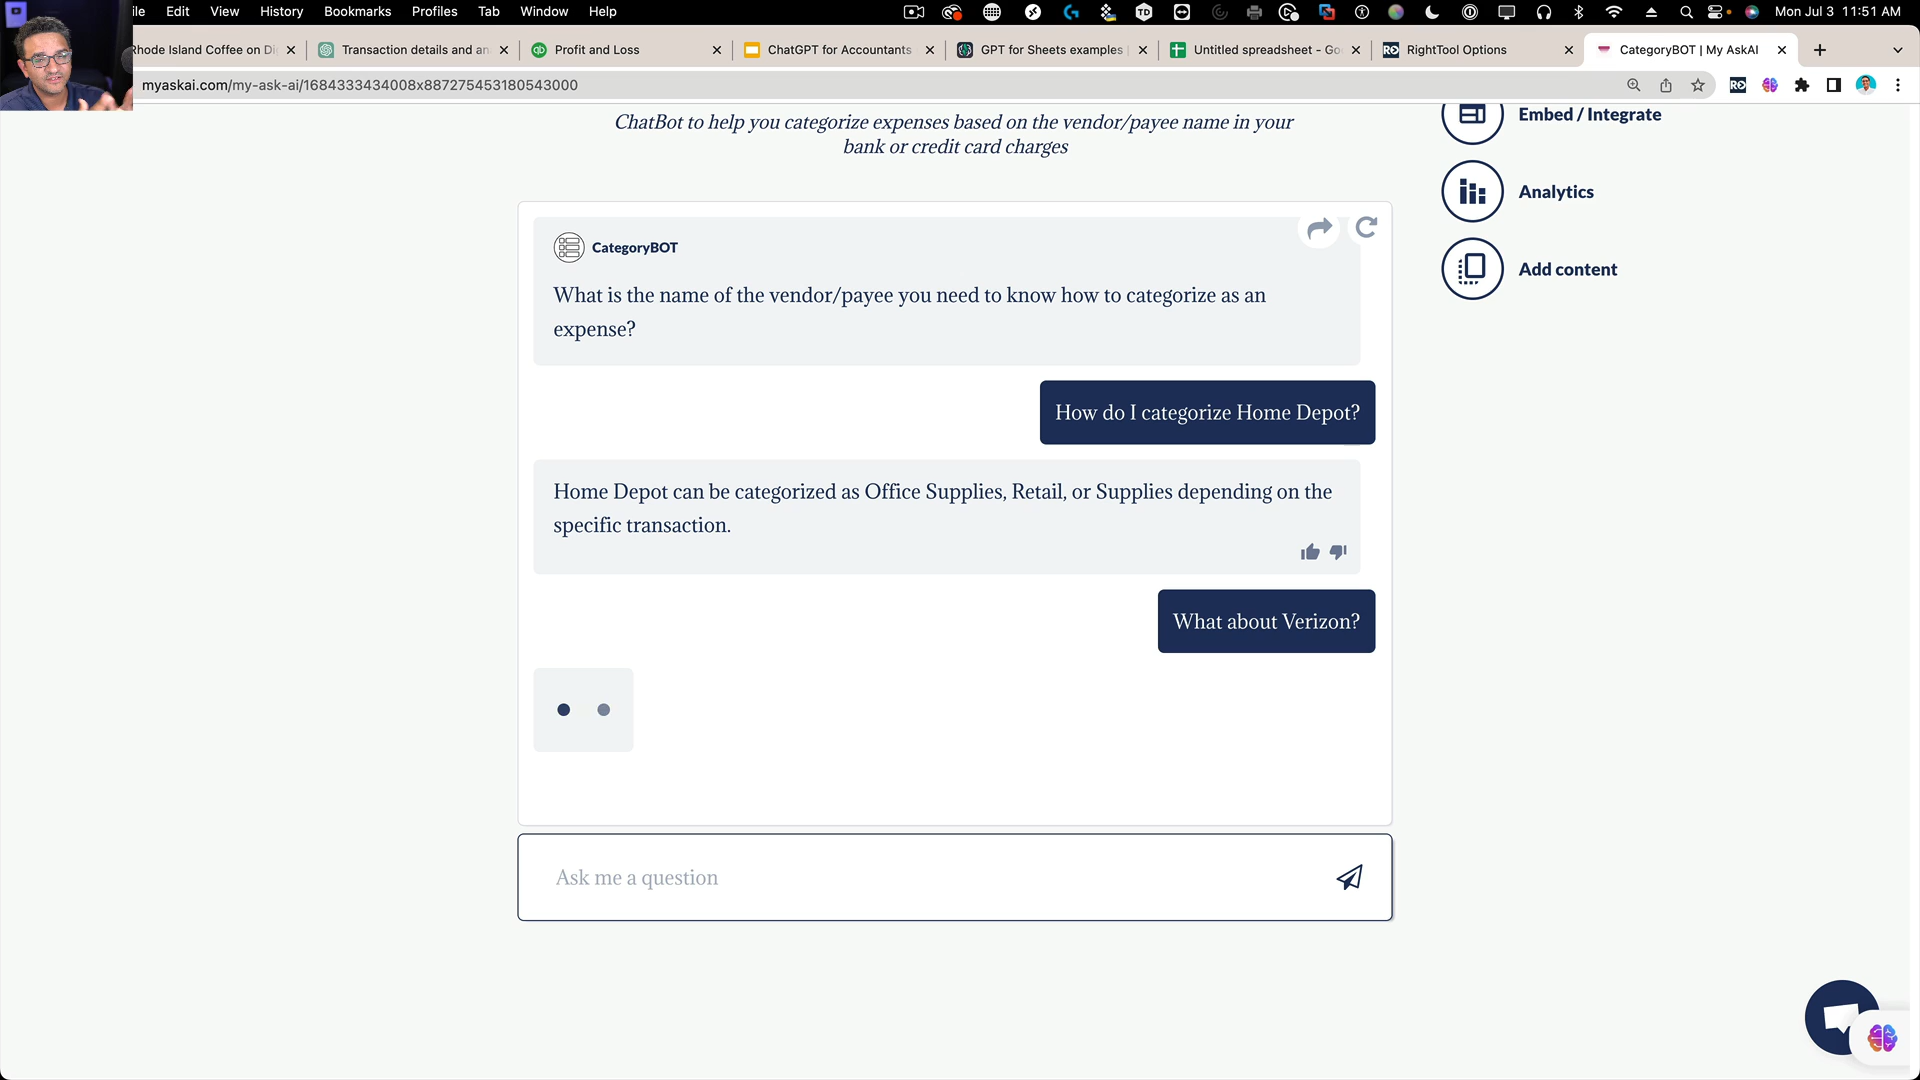 ile Edit View History Bookmarks Profiles Tab Window Help Mon Jul 3 11:51 AM
Rhode Island Coffee on Di Transaction details and an Profit and Loss ChatGPT for Accountants GPT for Sheets examples Untitled spreadsheet - Go RightTool Options CategoryBOT | My AskAI
myaskai.com/my-ask-ai/1684333434008x887275453180543000
ChatBot to help you categorize expenses based on the vendor/payee name in your
bank or credit card charges
Embed / Integrate
Analytics
Add content
CategoryBOT
What is the name of the vendor/payee you need to know how to categorize as an
expense?
How do I categorize Home Depot?
Home Depot can be categorized as Office Supplies, Retail, or Supplies depending on the
specific transaction.
What about Verizon?
Ask me a question